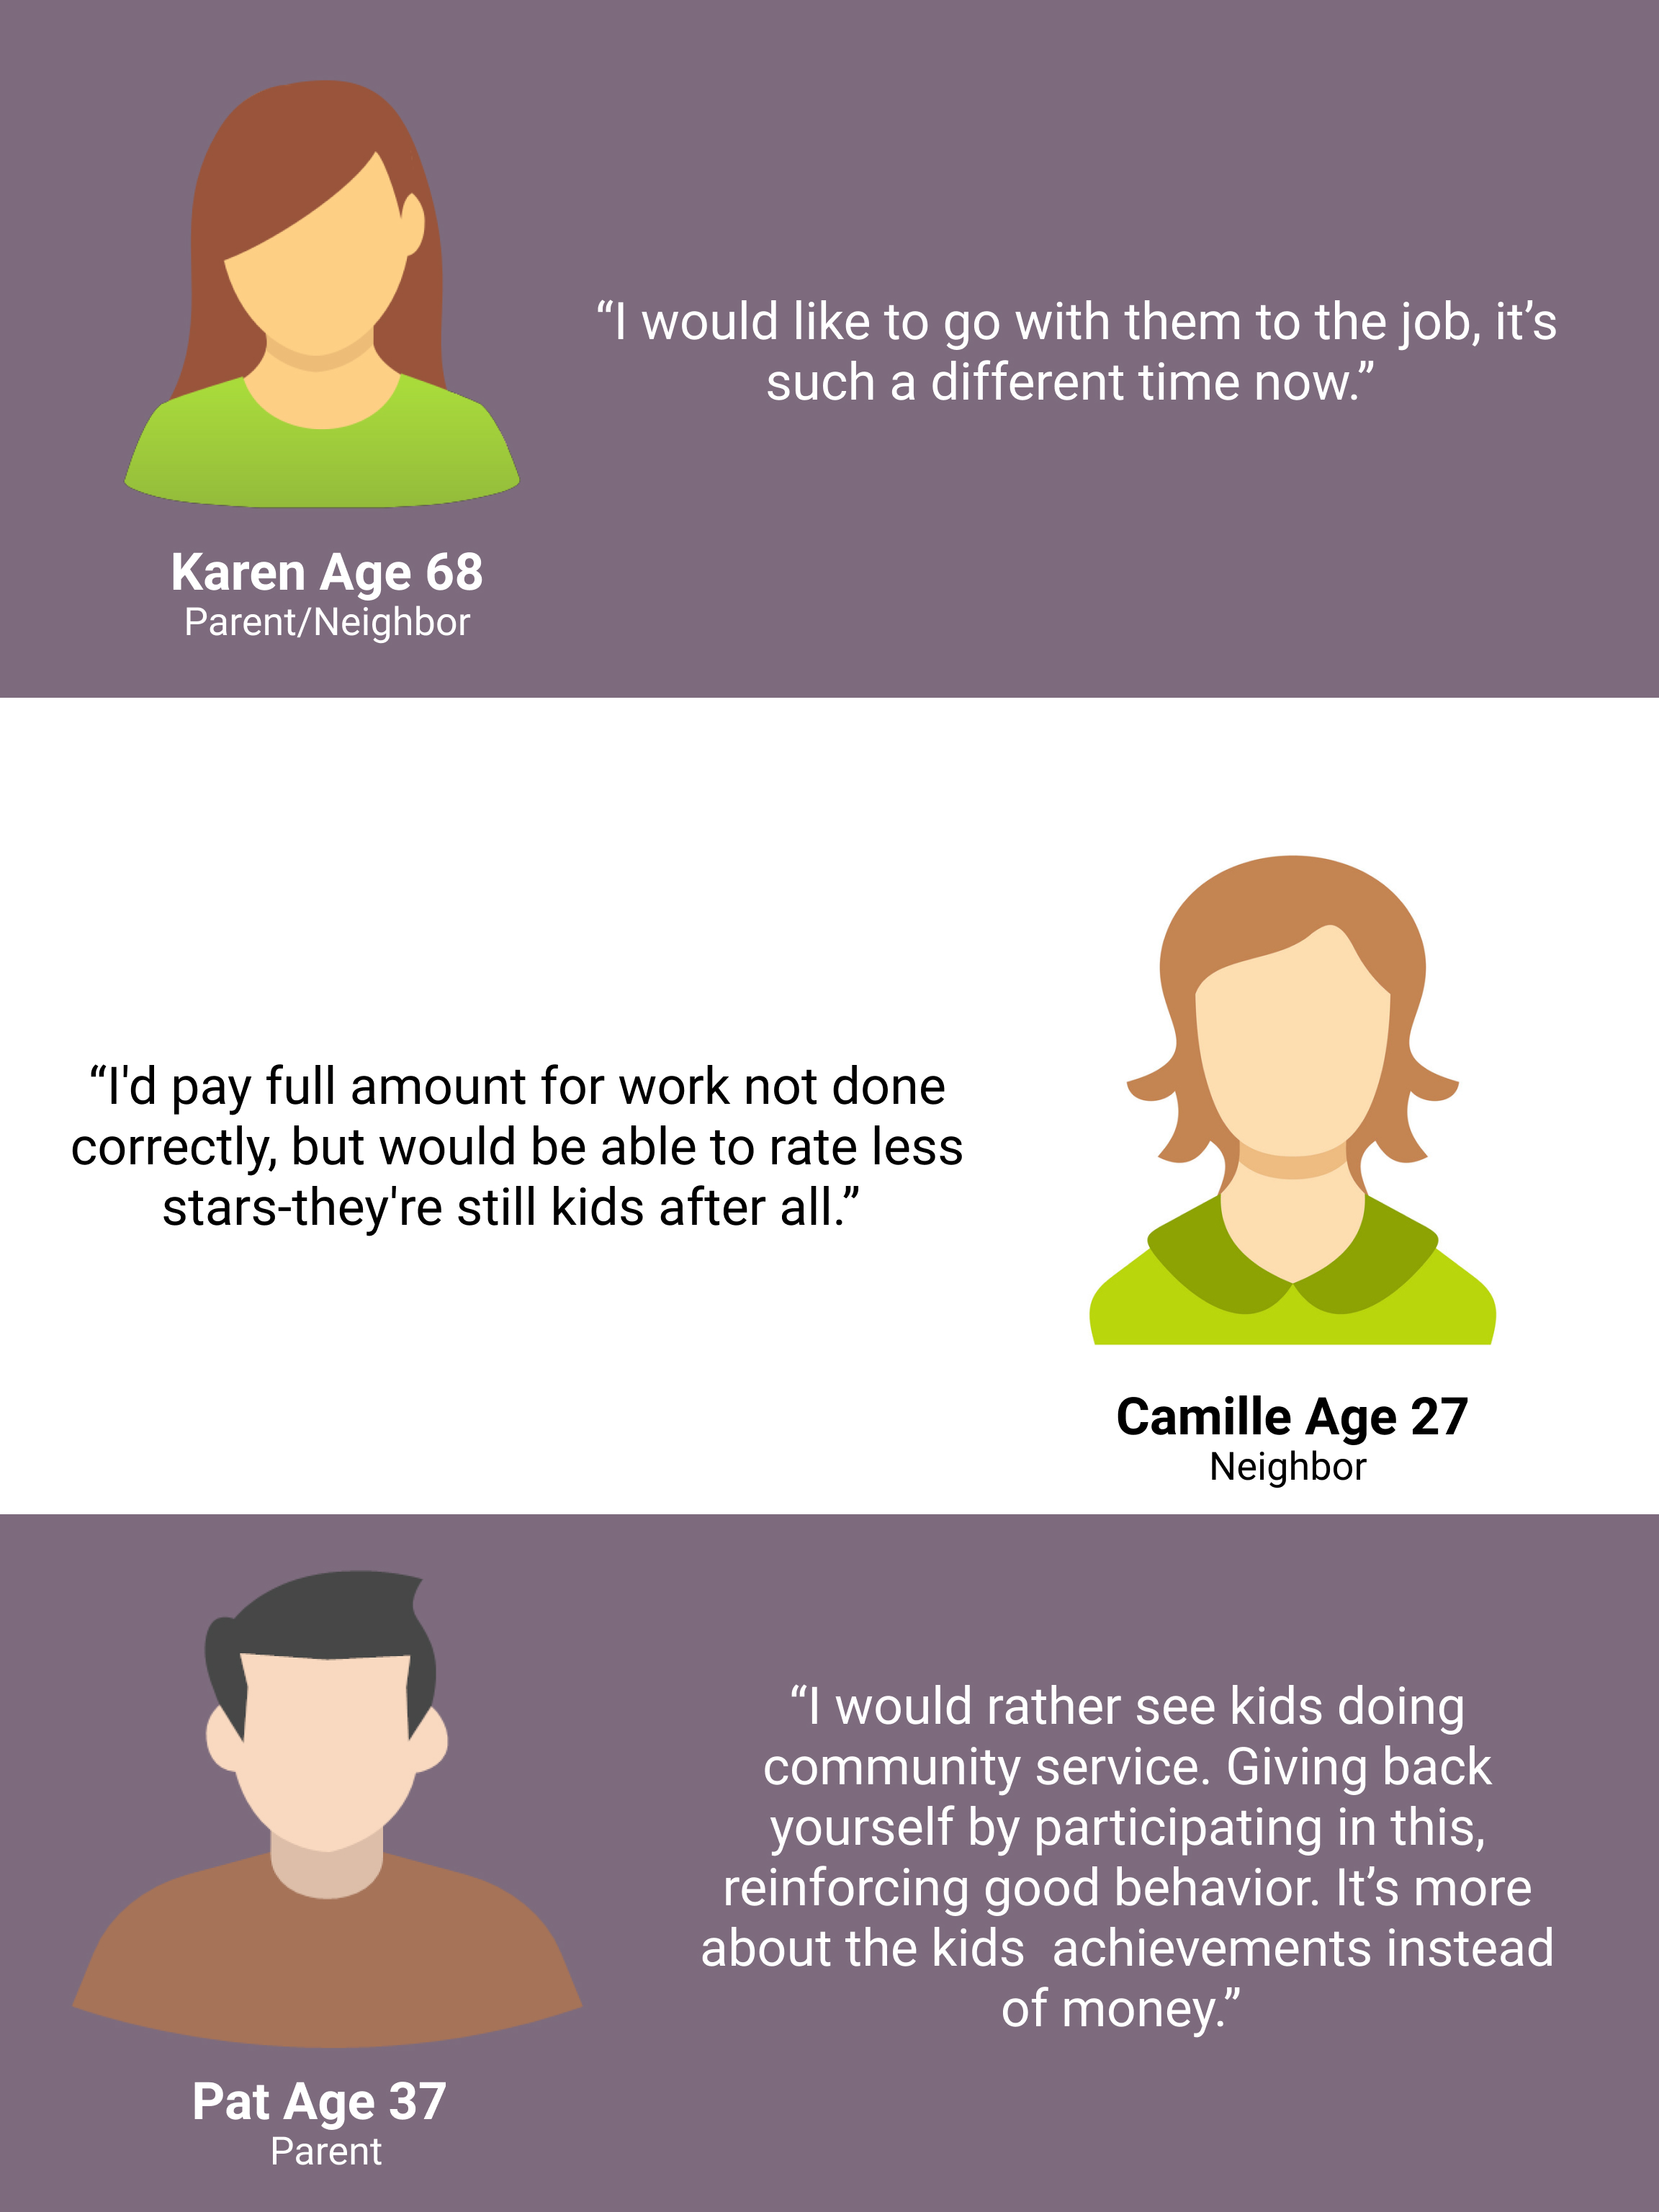 “I would like to go with them to the job, it’s
such a different time now.”
Karen Age 68
Parent/Neighbor
“I'd pay full amount for work not done
correctly, but would be able to rate less
stars-they're still kids after all.”
Camille Age 27
Neighbor
“I would rather see kids doing
community service. Giving back
yourself by participating in this,
reinforcing good behavior. It’s more
about the kids  achievements instead
of money.”
Pat Age 37
Parent